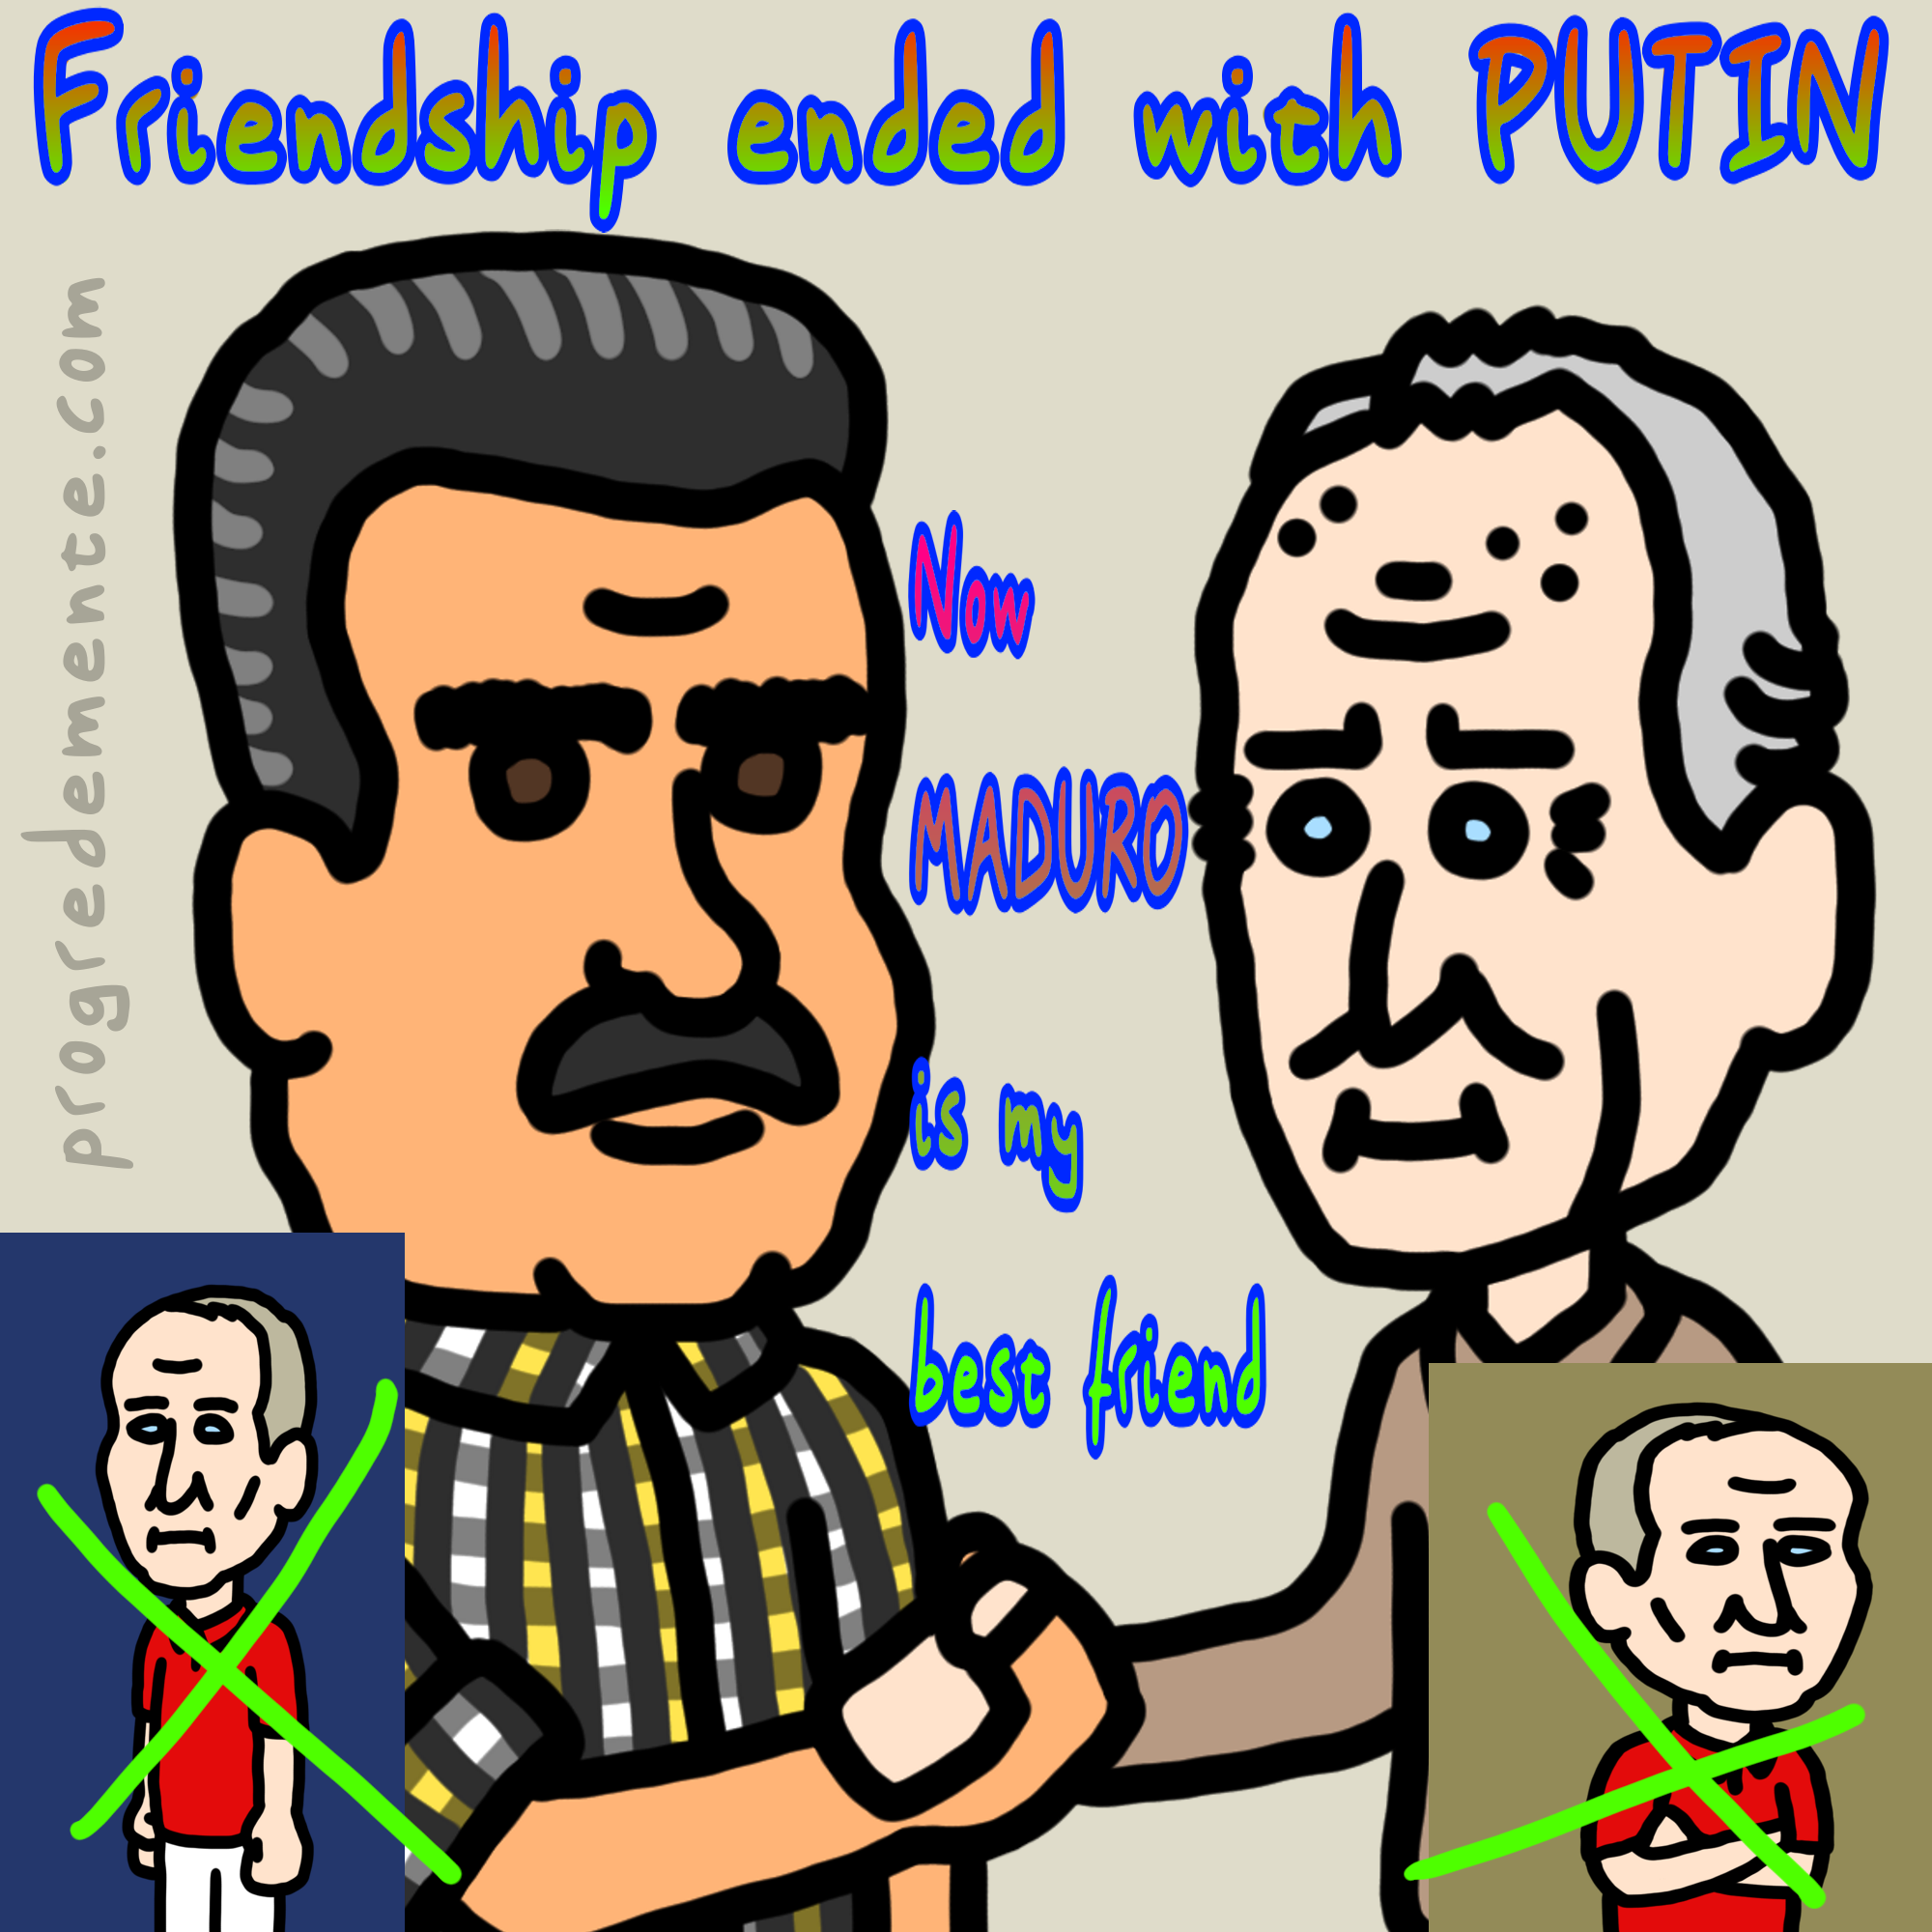 Friendship ended with PUTIN
Now
MADURO
is my
best friend
progredemente.com